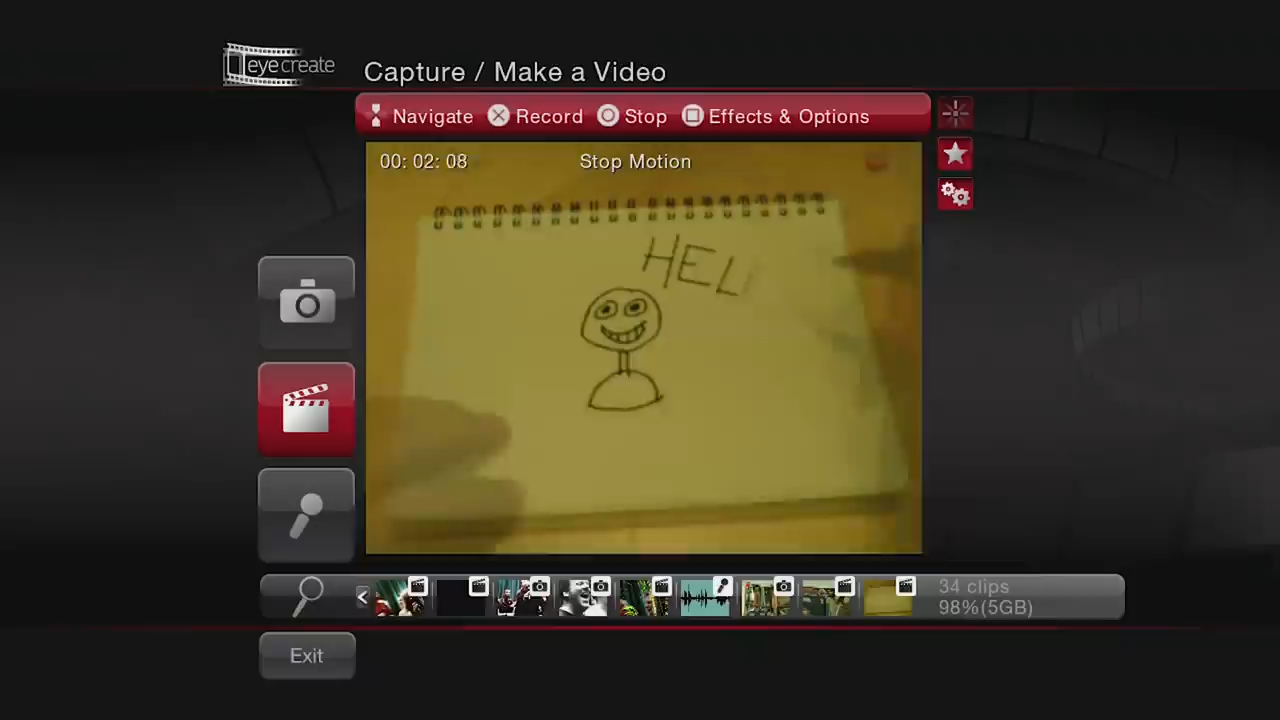 eyecreate
Capture / Make a Video
Navigate Record Stop Effects & Options
00: 02: 08 Stop Motion
HELL
34 clips
98%(5GB)
Exit